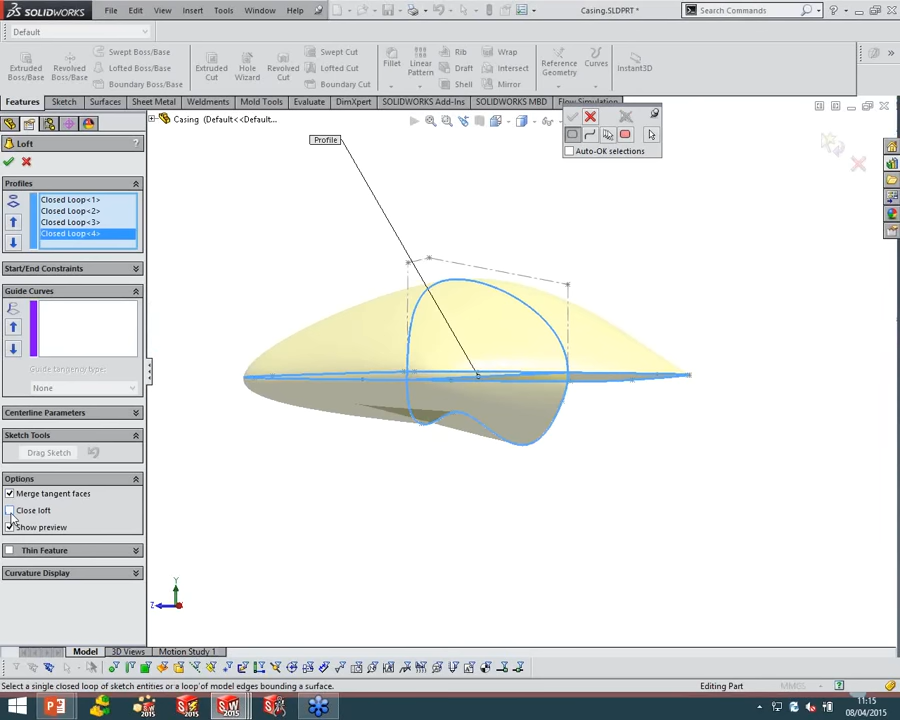 SOLIDWORKS
File Edit View Insert Tools Window Help
Casing.SLDPRT *
Search Commands
Default
Extruded Boss/Base
Revolved Boss/Base
Swept Boss/Base
Lofted Boss/Base
Boundary Boss/Base
Extruded Cut
Hole Wizard
Revolved Cut
Swept Cut
Lofted Cut
Boundary Cut
Fillet
Linear Pattern
Rib
Draft
Shell
Wrap
Intersect
Mirror
Reference Geometry
Curves
Instant3D
Features Sketch Surfaces Sheet Metal Weldments Mold Tools Evaluate DimXpert SOLIDWORKS Add-Ins SOLIDWORKS MBD Flow Simulation
Casing (Default<Default...
Auto-OK selections
Loft
?
Profiles
Closed Loop<1>
Closed Loop<2>
Closed Loop<3>
Closed Loop<4>
Start/End Constraints
Guide Curves
Guide tangency type:
None
Centerline Parameters
Sketch Tools
Drag Sketch
Options
Merge tangent faces
Close loft
Show preview
Thin Feature
Curvature Display
Profile
Y
Z
Model 3D Views Motion Study 1
Select a single closed loop of sketch entities or a loop of model edges bounding a surface.
Editing Part
MMGS
11:15
08/04/2015